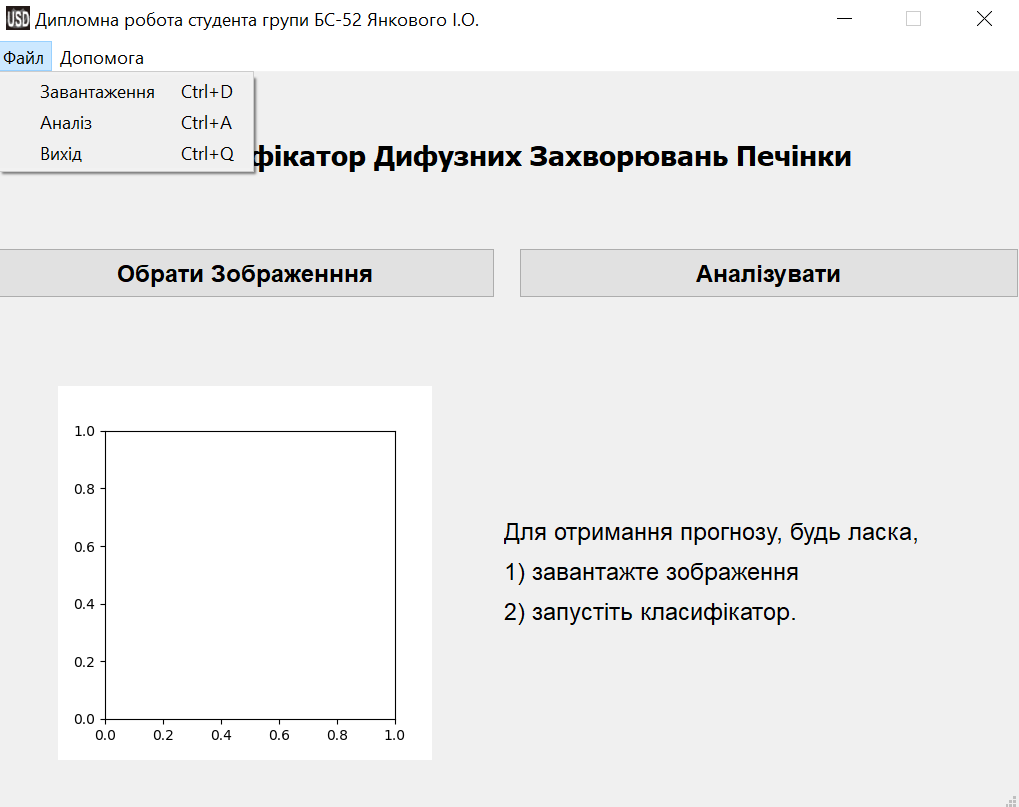 USD Дипломна робота студента групи БС-52 Янкового І.О.
Файл Допомога
Завантаження Ctrl+D
Аналіз Ctrl+A
Вихід Ctrl+Q
фікатор Дифузних Захворювань Печінки
Обрати Зображенння
Аналізувати
1.0
0.8
0.6
0.4
0.2
0.0
0.0 0.2 0.4 0.6 0.8 1.0
Для отримання прогнозу, будь ласка,
1) завантажте зображення
2) запустіть класифікатор.